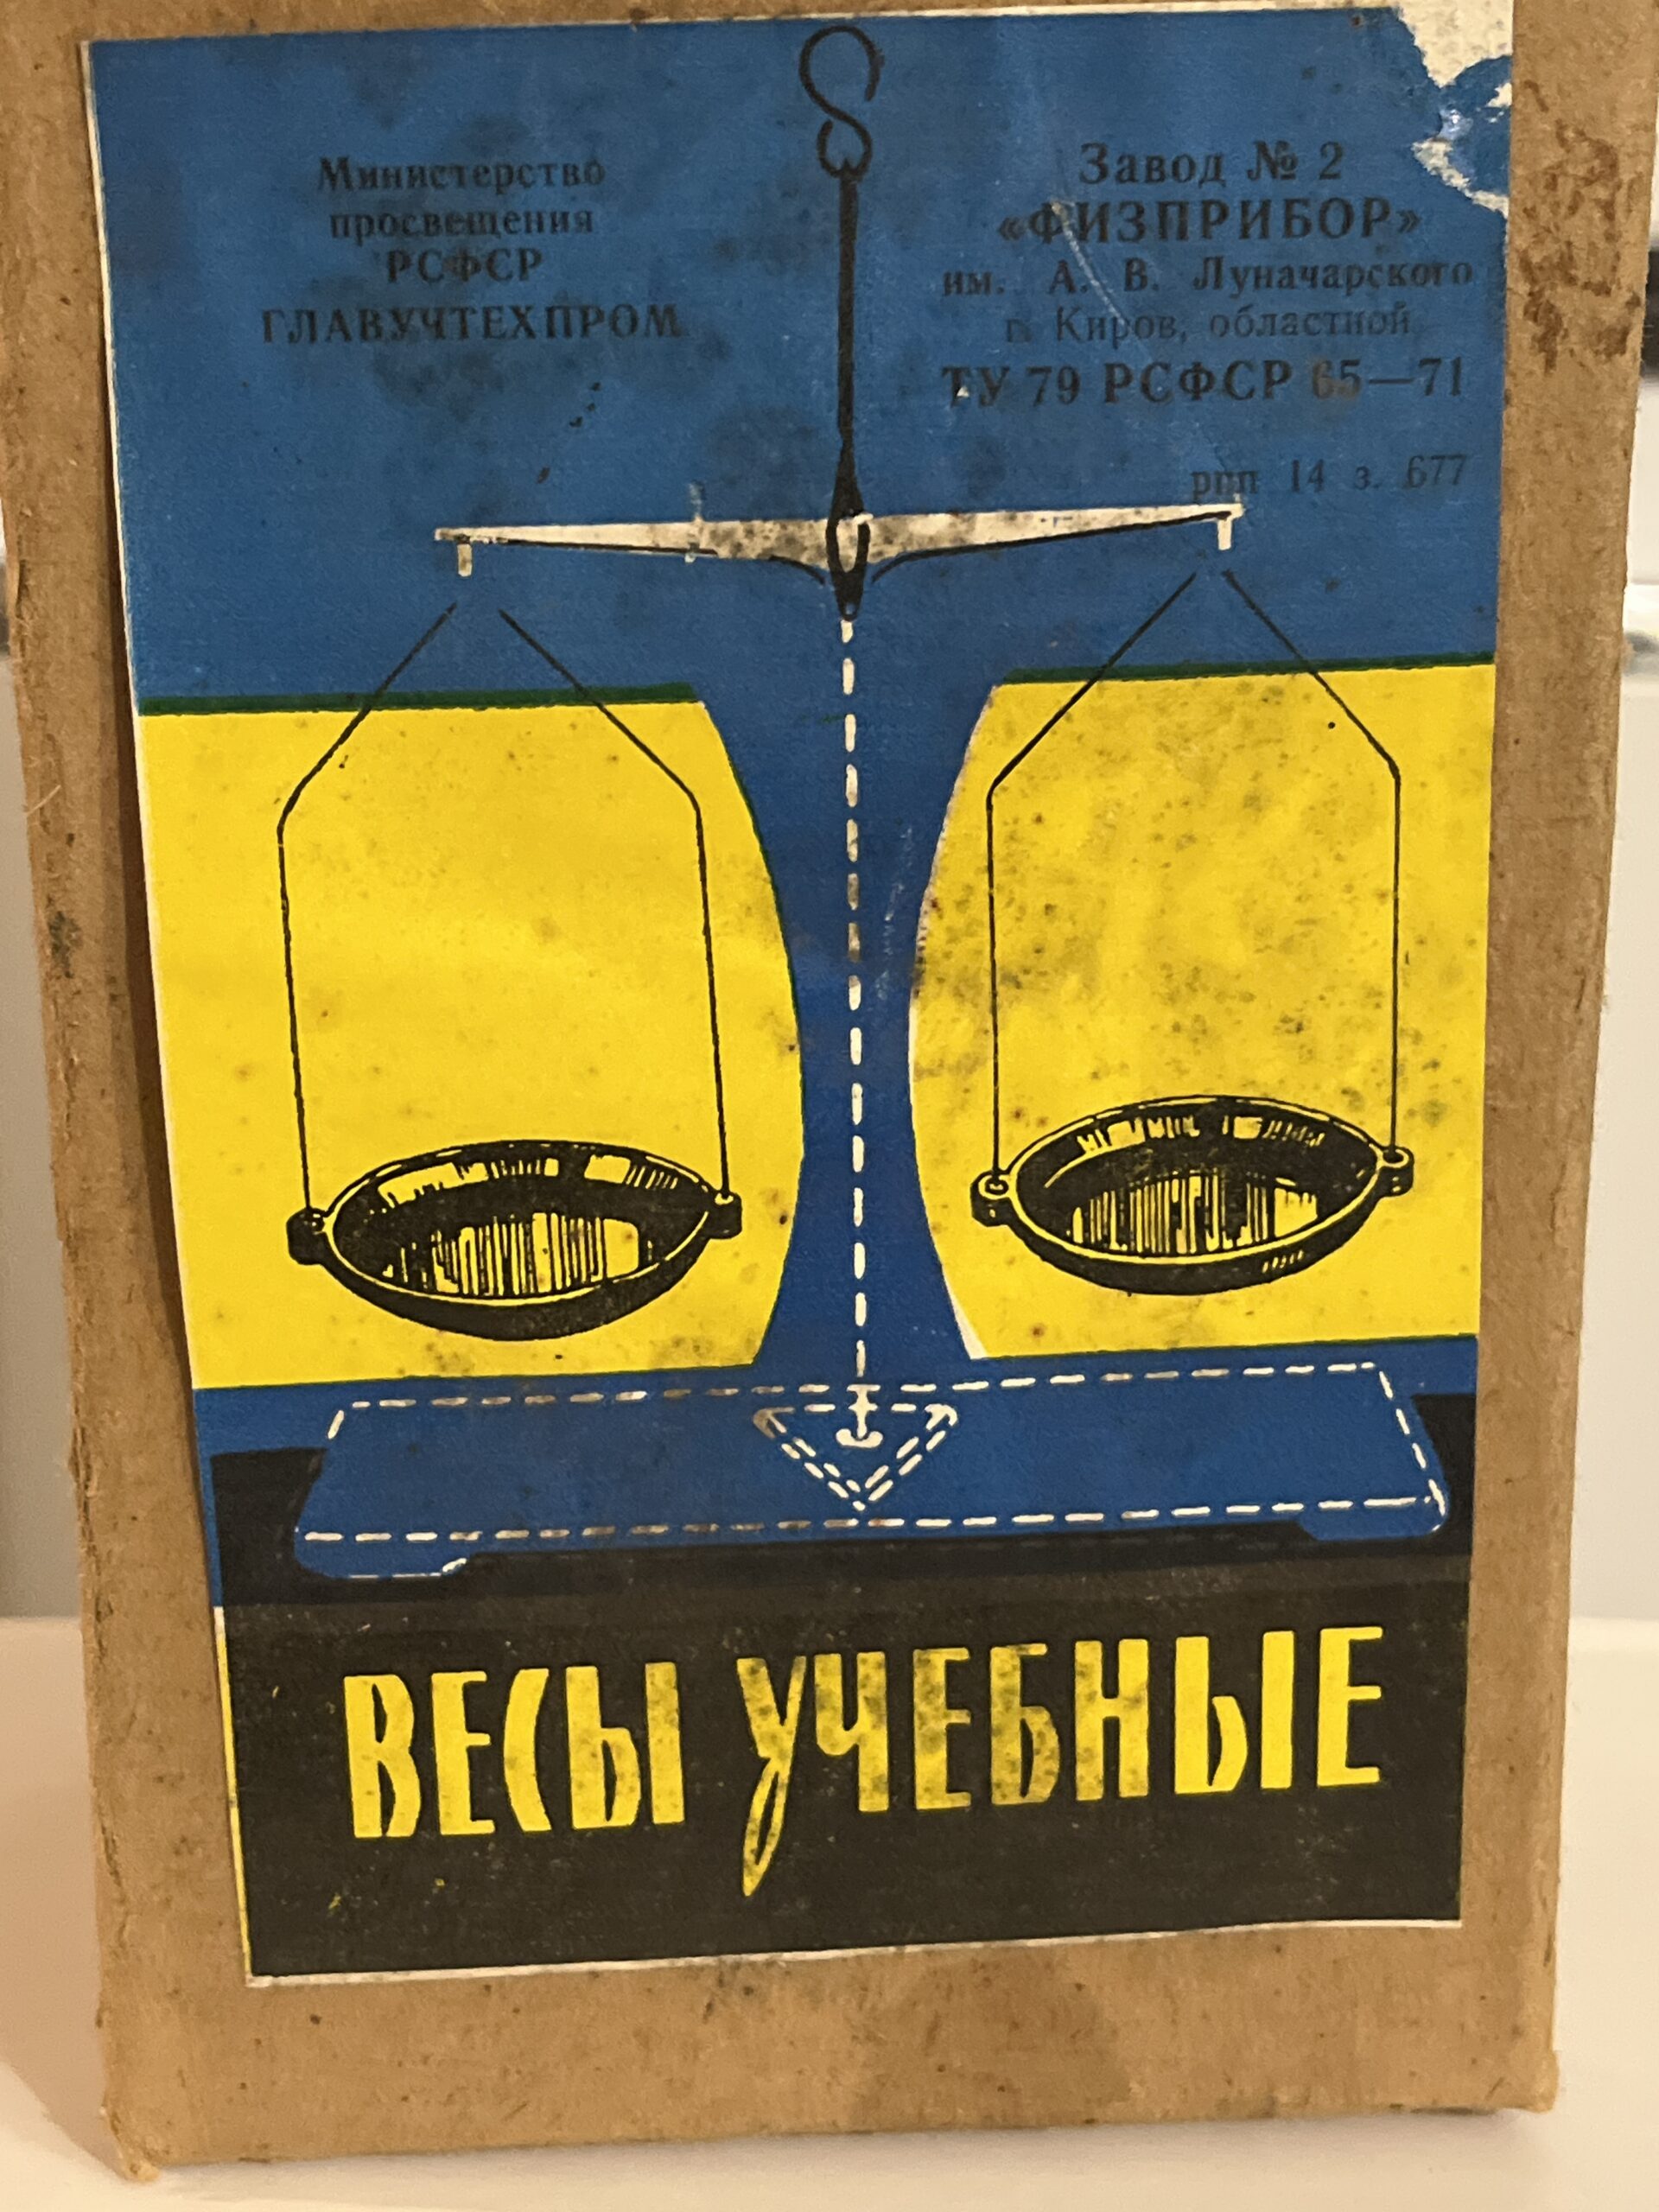 Министерство
просвещения
РСФСР
ГЛАВУЧТЕХПРОМ
Завод № 2
«ФИЗПРИБОР»
им. А. В. Луначарского
г. Киров, областной
ТУ 79 РСФСР 65—71
рпп 14 з. 677
ВЕСЫ УЧЕБНЫЕ